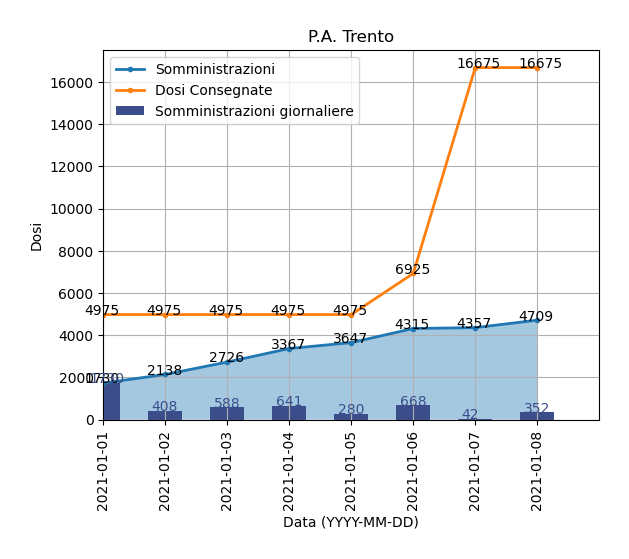 P.A. Trento
Somministrazioni
Dosi Consegnate
Somministrazioni giornaliere
16675 16675
6925
4975 4975 4975 4975 4975
1730 2138 2726 3367 3647 4315 4357 4709
1730 408 588 641 280 668 42 352
16000
14000
12000
10000
8000
6000
4000
2000
0
Dosi
2021-01-01 2021-01-02 2021-01-03 2021-01-04 2021-01-05 2021-01-06 2021-01-07 2021-01-08
Data (YYYY-MM-DD)